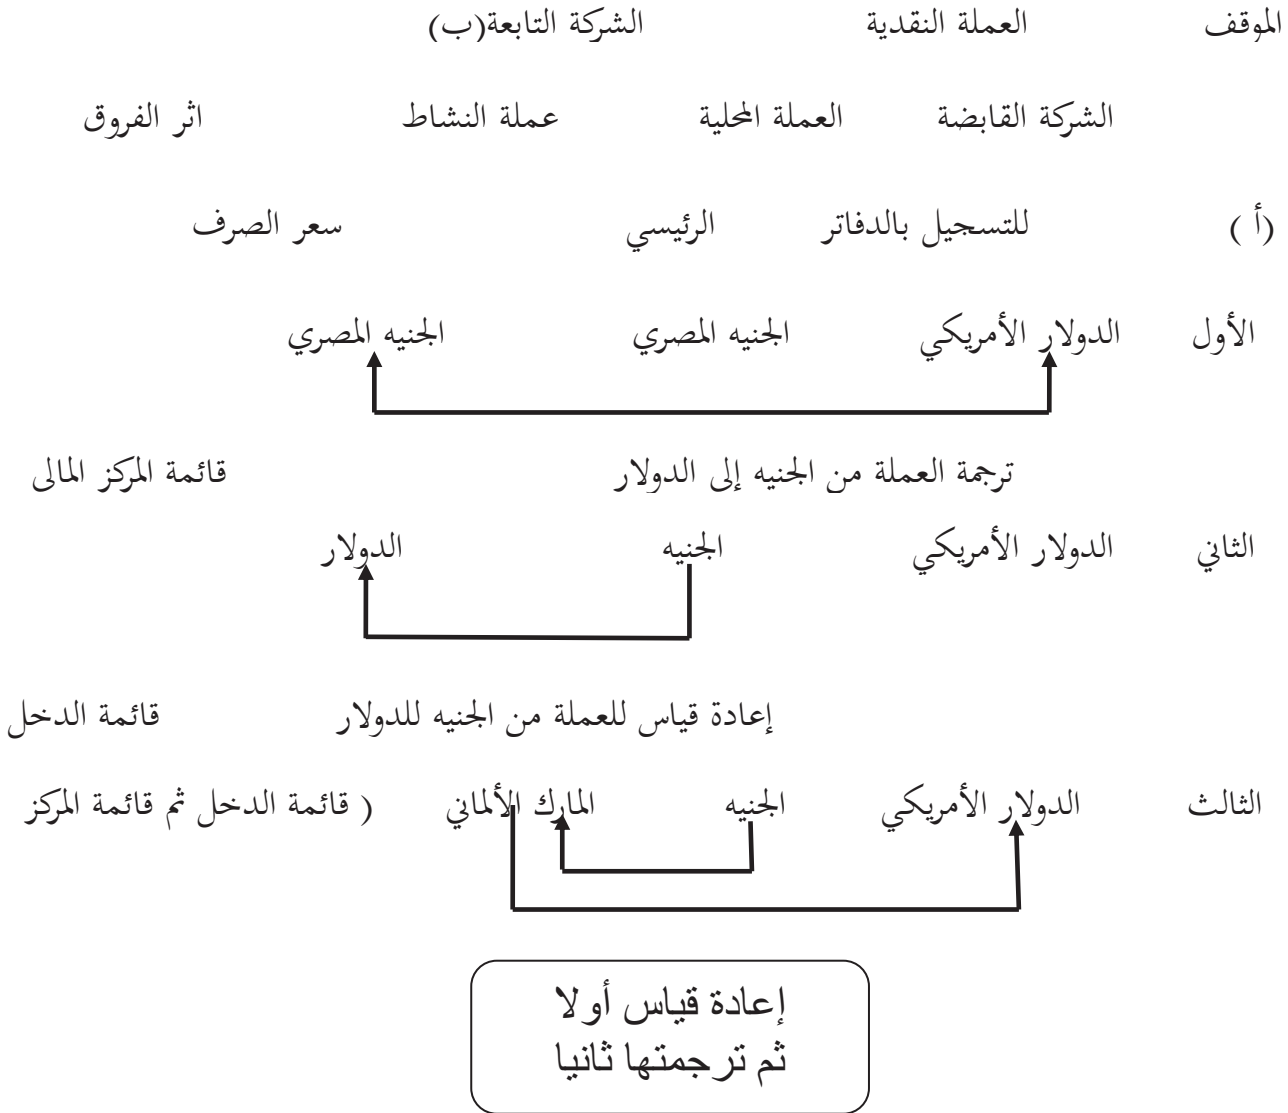 الموقف العملة النقدية الشركة التابعة(ب)
الشركة القابضة العملة المحلية عملة النشاط اثر الفروق
(أ ) للتسجيل بالدفاتر الرئيسي سعر الصرف
الأول الدولار الأمريكي الجنيه المصري الجنيه المصري
ترجمة العملة من الجنيه إلى الدولار قائمة المركز المالى
الثاني الدولار الأمريكي الجنيه الدولار
إعادة قياس للعملة من الجنيه للدولار قائمة الدخل
الثالث الدولار الأمريكي الجنيه المارك الألماني ( قائمة الدخل ثم قائمة المركز
إعادة قياس أولا
ثم ترجمتها ثانيا